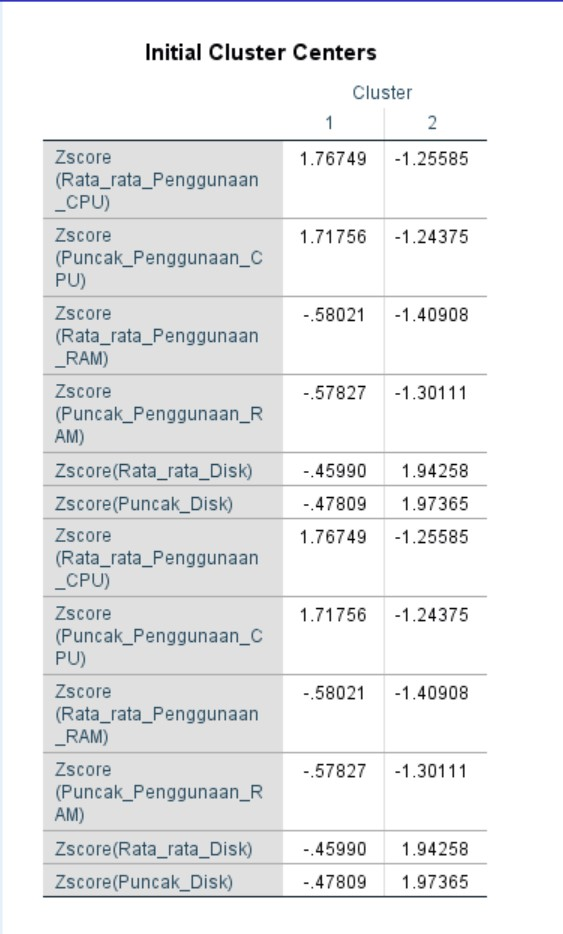 Initial Cluster Centers
Cluster
1 2
Zscore 1.76749 -1.25585
(Rata_rata_Penggunaan
_CPU)
Zscore 1.71756 -1.24375
(Puncak_Penggunaan_C
PU)
Zscore -.58021 -1.40908
(Rata_rata_Penggunaan
_RAM)
Zscore -.57827 -1.30111
(Puncak_Penggunaan_R
AM)
Zscore(Rata_rata_Disk) -.45990 1.94258
Zscore(Puncak_Disk) -.47809 1.97365
Zscore 1.76749 -1.25585
(Rata_rata_Penggunaan
_CPU)
Zscore 1.71756 -1.24375
(Puncak_Penggunaan_C
PU)
Zscore -.58021 -1.40908
(Rata_rata_Penggunaan
_RAM)
Zscore -.57827 -1.30111
(Puncak_Penggunaan_R
AM)
Zscore(Rata_rata_Disk) -.45990 1.94258
Zscore(Puncak_Disk) -.47809 1.97365